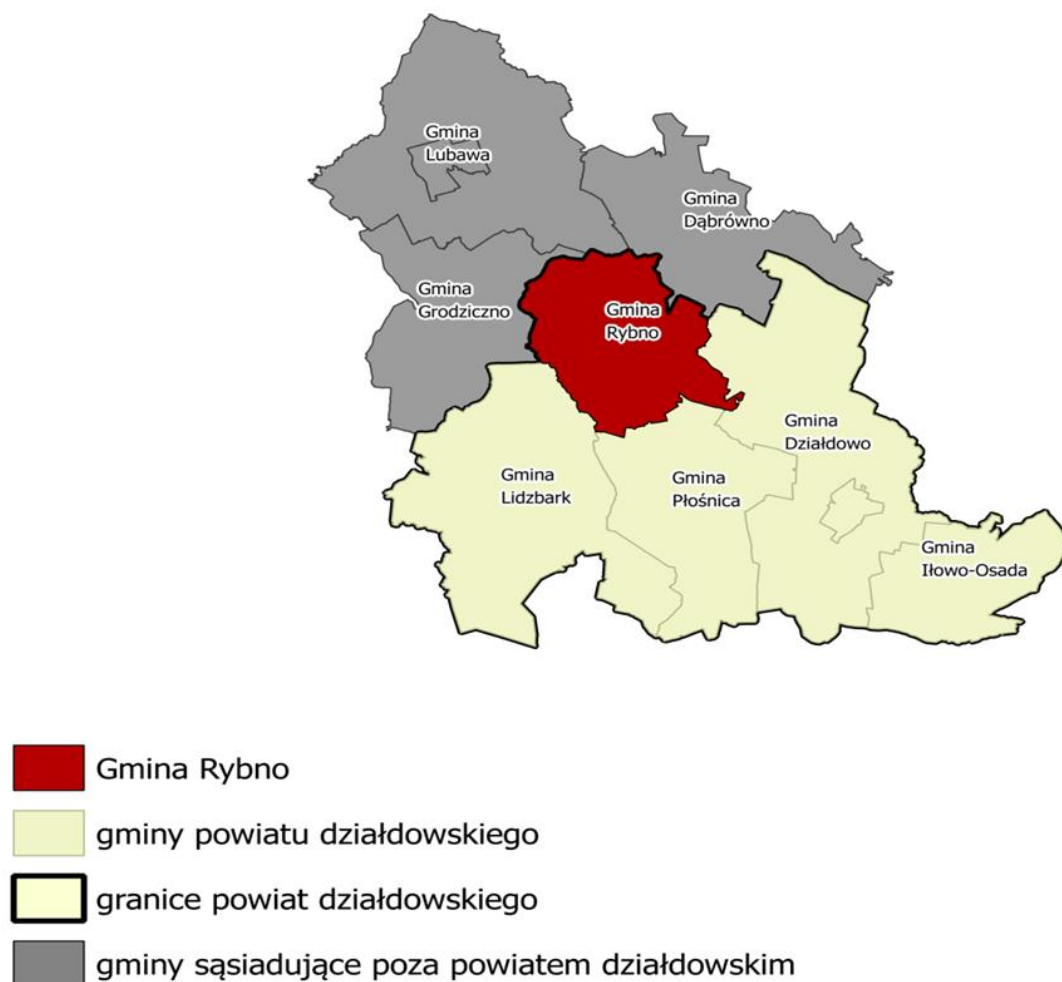 Gmina
Lubawa
Gmina
Dąbrówno
Gmina
Grodziczno
Gmina
Rybno
Gmina
Działdowo
Gmina
Lidzbark
Gmina
Płośnica
Gmina
Iłowo-Osada
Gmina Rybno
gminy powiatu działdowskiego
granice powiat działdowskiego
gminy sąsiadujące poza powiatem działdowskim